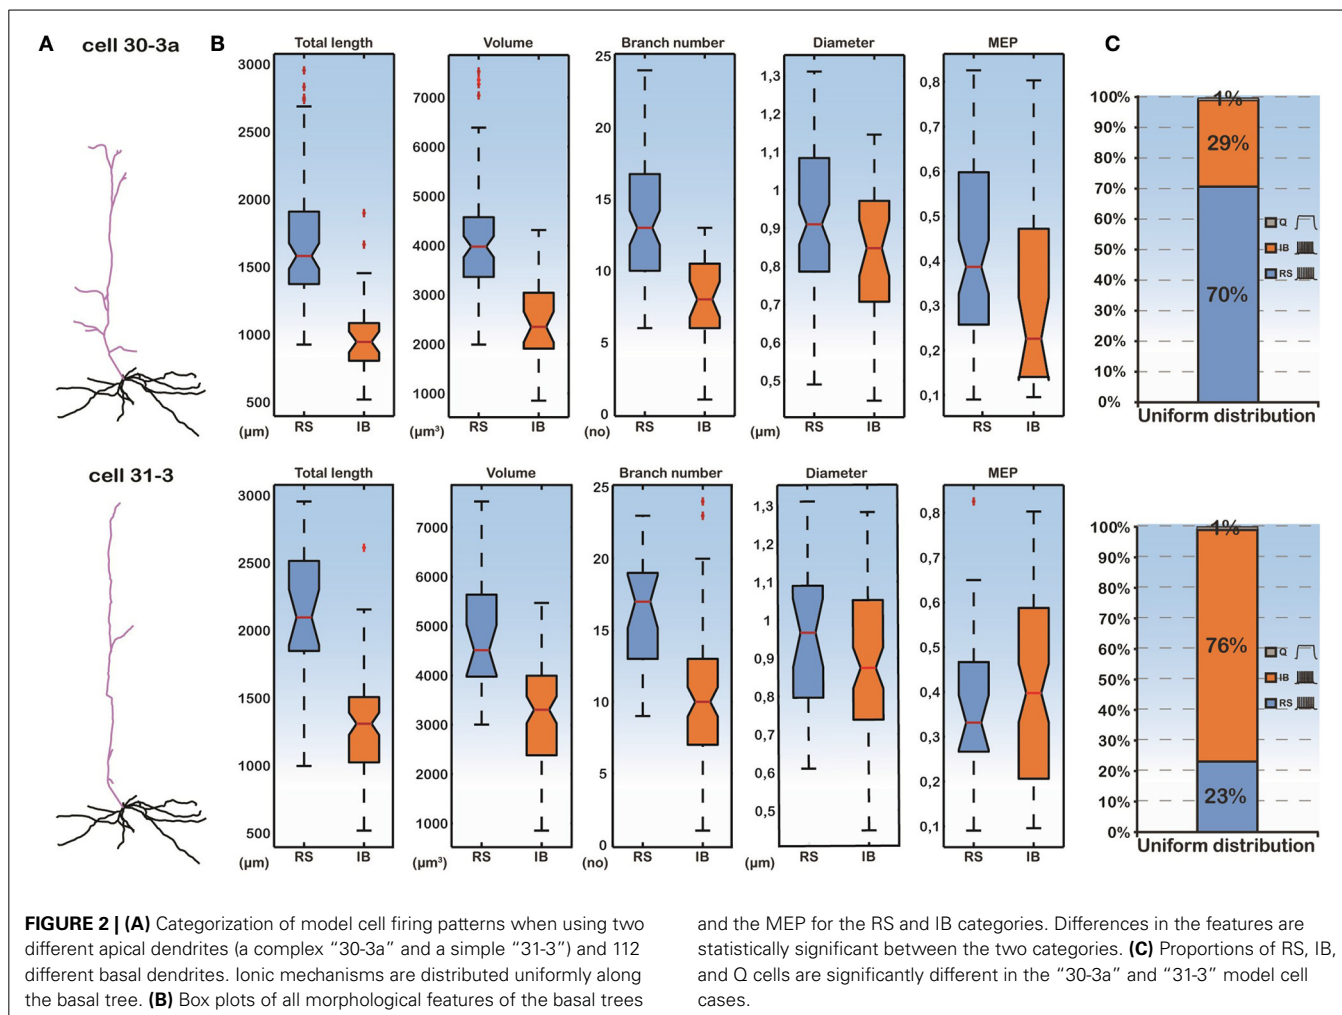 A
cell 30-3a
B
Total length
3000
2500
2000
1500
1000
500
(µm)
RS
IB
Volume
7000
6000
5000
4000
3000
2000
1000
(µm³)
RS
IB
Branch number
25
20
15
10
5
0
(no)
RS
IB
Diameter
1,3
1,2
1,1
1
0,9
0,8
0,7
0,6
0,5
(µm)
RS
IB
MEP
0,8
0,7
0,6
0,5
0,4
0,3
0,2
0,1
RS
IB
C
100%
90%
80%
70%
60%
50%
40%
30%
20%
10%
0%
1%
29%
70%
Q
IB
RS
Uniform distribution
cell 31-3
Total length
3000
2500
2000
1500
1000
500
(µm)
RS
IB
Volume
7000
6000
5000
4000
3000
2000
1000
(µm³)
RS
IB
Branch number
25
20
15
10
5
0
(no)
RS
IB
Diameter
1,3
1,2
1,1
1
0,9
0,8
0,7
0,6
0,5
(µm)
RS
IB
MEP
0,8
0,7
0,6
0,5
0,4
0,3
0,2
0,1
RS
IB
100%
90%
80%
70%
60%
50%
40%
30%
20%
10%
0%
1%
76%
23%
Q
IB
RS
Uniform distribution
FIGURE 2 | (A) Categorization of model cell firing patterns when using two
different apical dendrites (a complex “30-3a” and a simple “31-3”) and 112
different basal dendrites. Ionic mechanisms are distributed uniformly along
the basal tree. (B) Box plots of all morphological features of the basal trees
and the MEP for the RS and IB categories. Differences in the features are
statistically significant between the two categories. (C) Proportions of RS, IB,
and Q cells are significantly different in the “30-3a” and “31-3” model cell
cases.